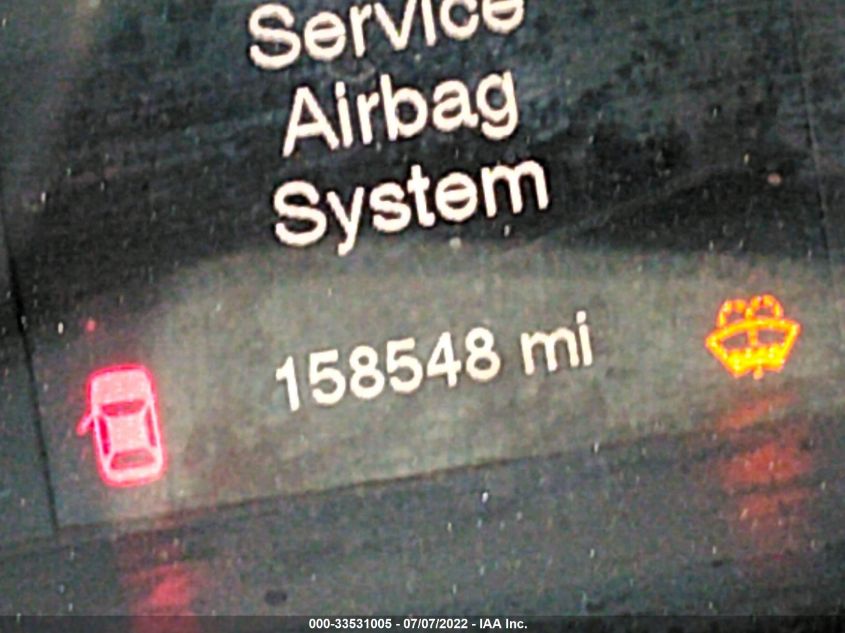 Service
Airbag
System
158548 mi
000-33531005 - 07/07/2022 - IAA Inc.